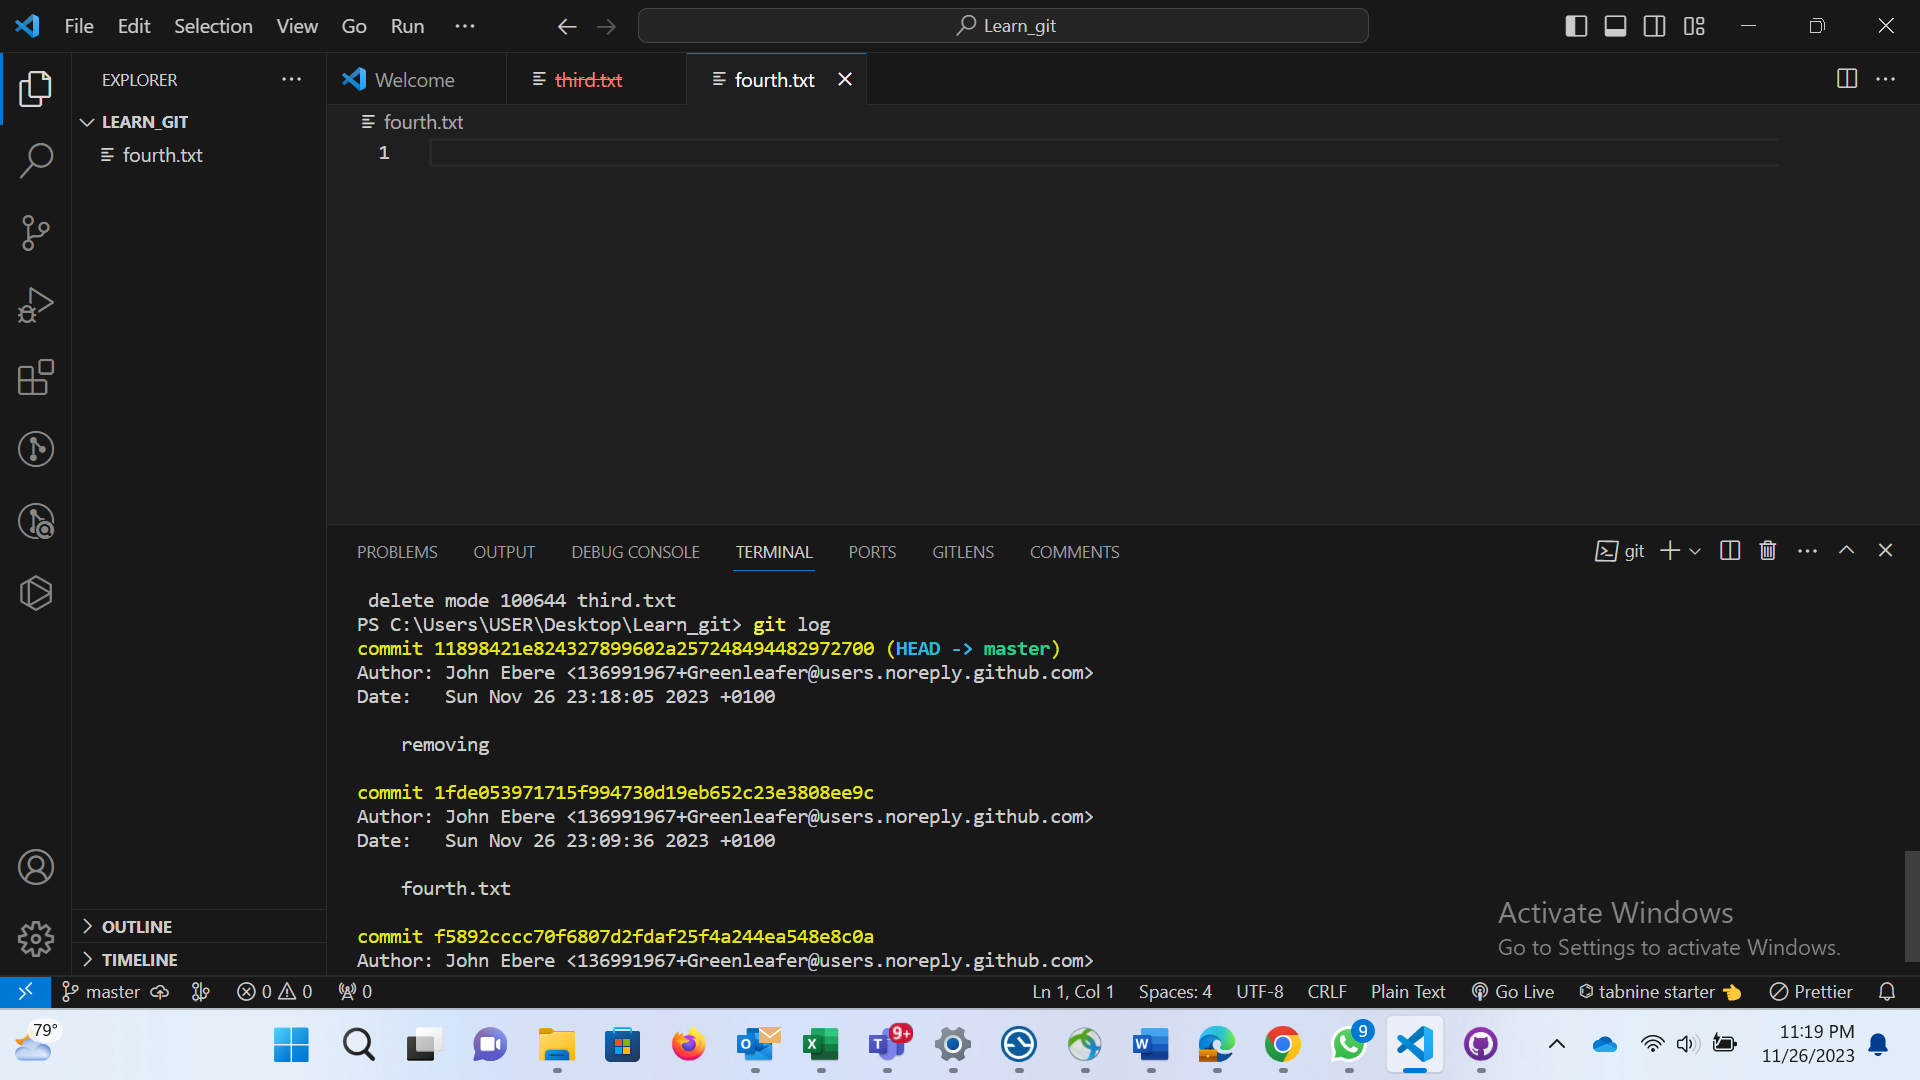 File Edit Selection View Go Run ···
Learn_git
EXPLORER
Welcome
third.txt
fourth.txt
LEARN_GIT
fourth.txt
fourth.txt
1
PROBLEMS OUTPUT DEBUG CONSOLE TERMINAL PORTS GITLENS COMMENTS
git
delete mode 100644 third.txt
PS C:\Users\USER\Desktop\Learn_git> git log
commit 11898421e824327899602a257248494482972700 (HEAD -> master)
Author: John Ebere <136991967+Greenleafer@users.noreply.github.com>
Date:   Sun Nov 26 23:18:05 2023 +0100
removing
commit 1fde053971715f994730d19eb652c23e3808ee9c
Author: John Ebere <136991967+Greenleafer@users.noreply.github.com>
Date:   Sun Nov 26 23:09:36 2023 +0100
fourth.txt
commit f5892cccc70f6807d2fdaf25f4a244ea548e8c0a
Author: John Ebere <136991967+Greenleafer@users.noreply.github.com>
Activate Windows
Go to Settings to activate Windows.
OUTLINE
TIMELINE
master 0 0 0 Ln 1, Col 1 Spaces: 4 UTF-8 CRLF Plain Text Go Live tabnine starter Prettier
79°
9+
9
11:19 PM
11/26/2023